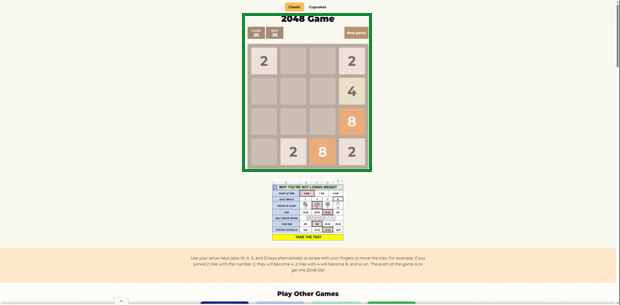 Classic Cupcakes
2048 Game
SCORE BEST New game
36 36
2 2
4
8
2 8 2
WHY YOU'RE NOT LOSING WEIGHT
TAKE THE TEST
Use your arrow keys (also W, A, S, and D keys alternatively) or swipe with your fingers to move the tiles. For example, if you
joined 2 tiles with the number 2, they will become 4, 2 tiles with 4 will become 8, and so on. The point of the game is to
get the 2048 tile!
Play Other Games